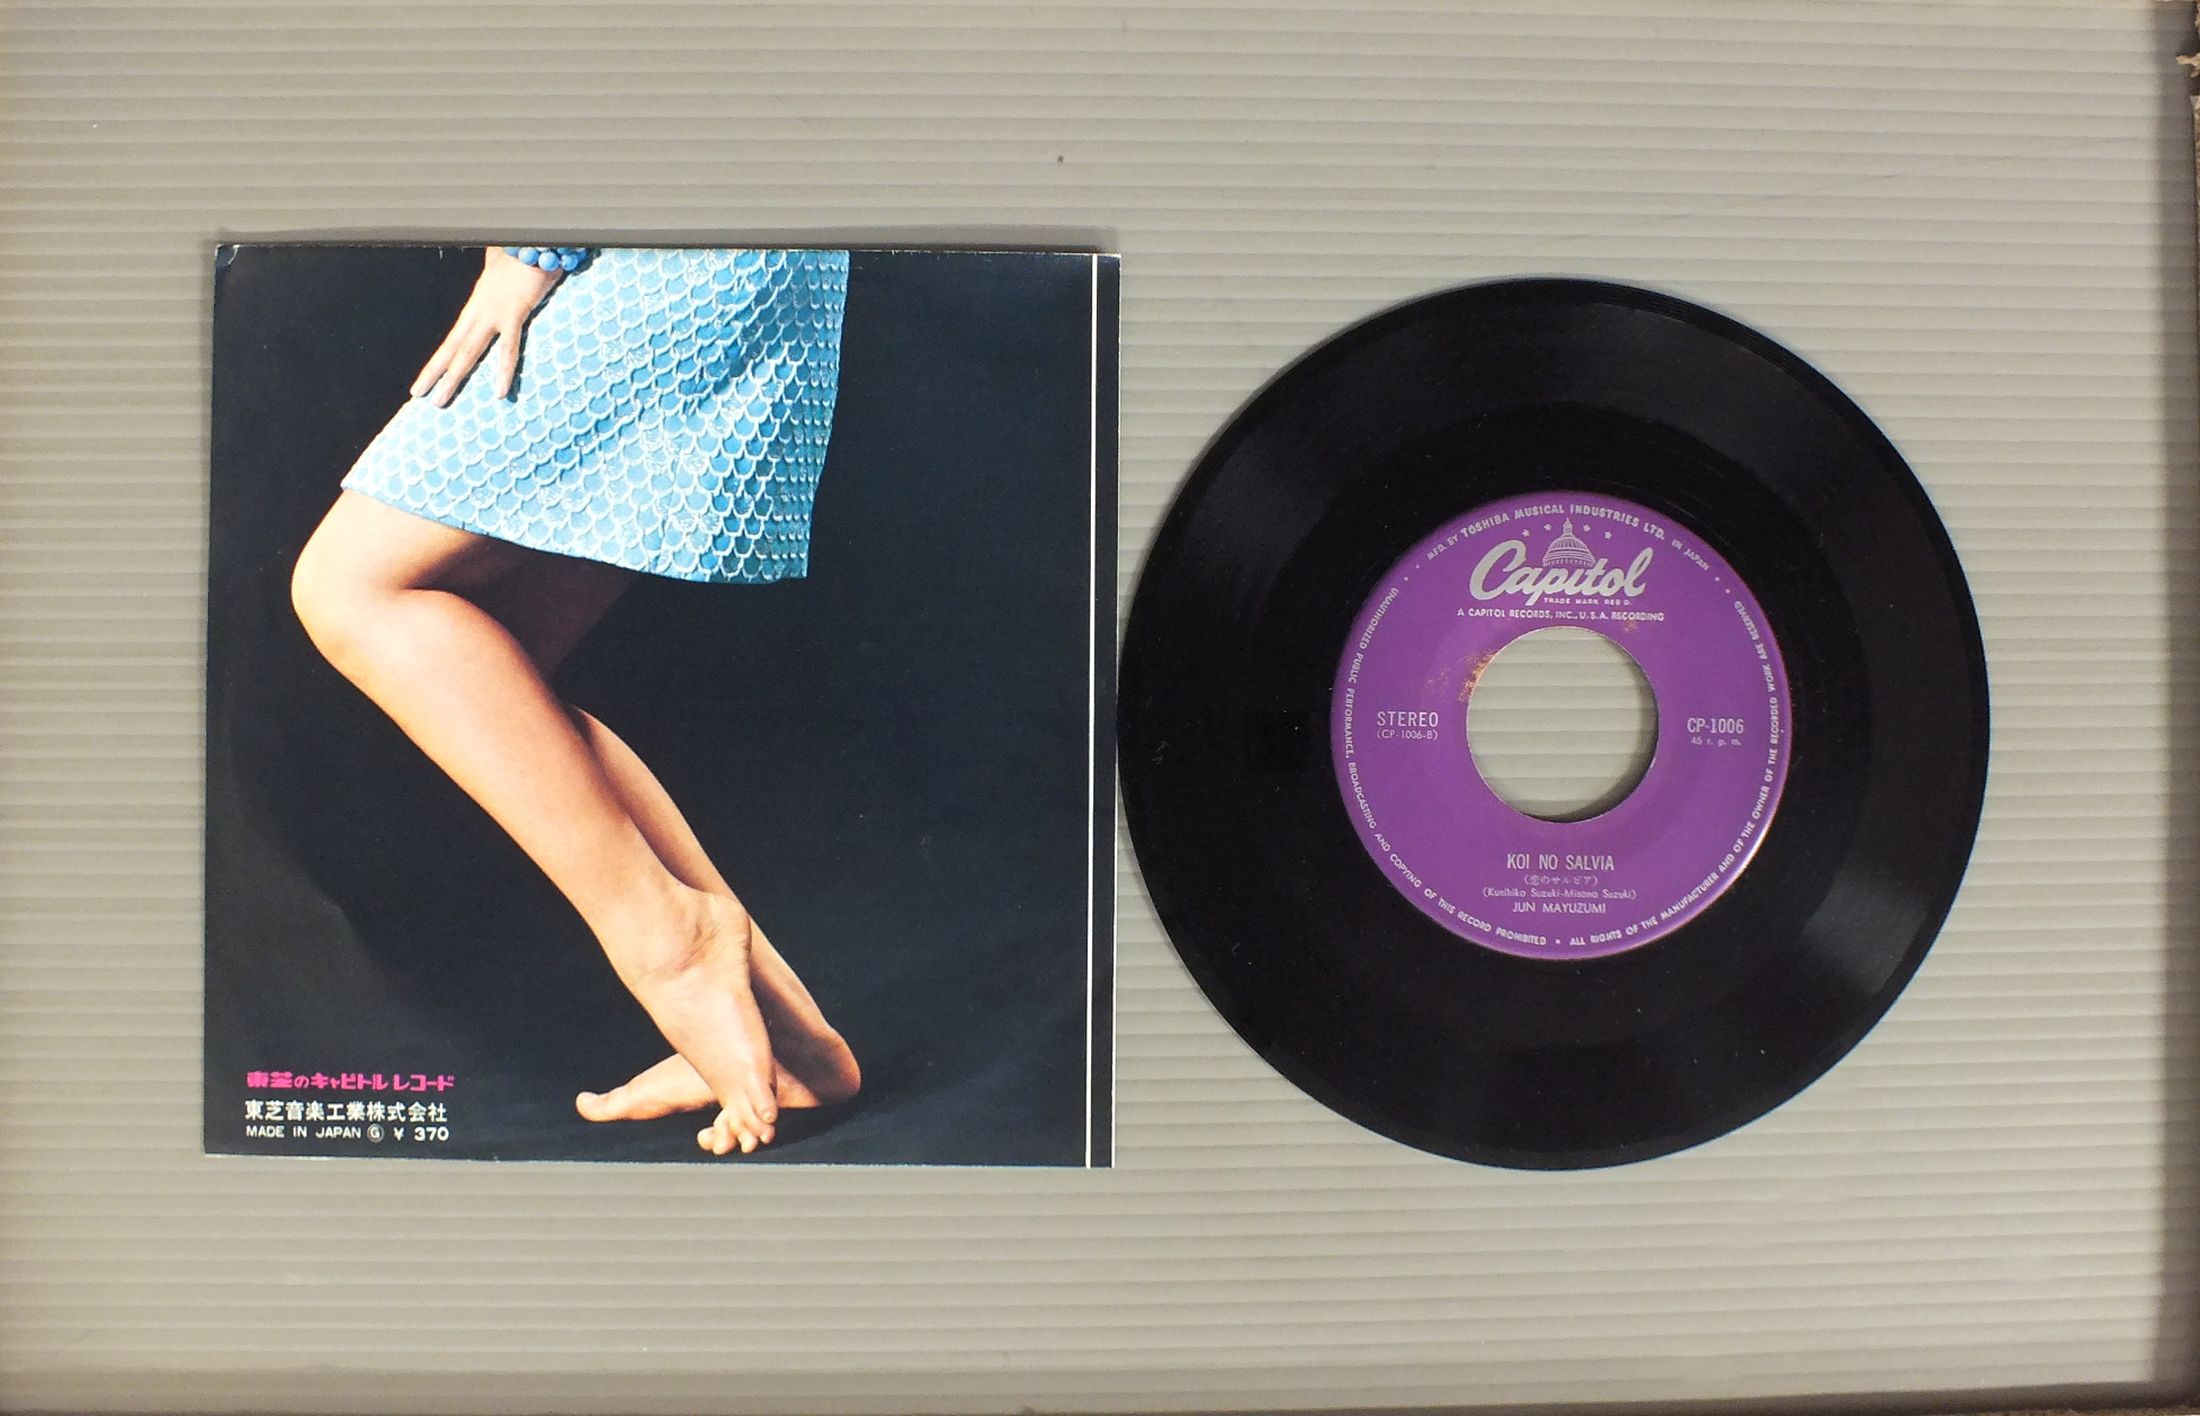 東芝のキャピトル レコード
東芝音楽工業株式会社
MADE IN JAPAN Ⓖ ¥ 370
MFD. BY TOSHIBA MUSICAL INDUSTRIES LTD. IN JAPAN
Capitol
TRADE MARK REG'D.
A CAPITOL RECORDS, INC., U.S.A. RECORDING
STEREO
(CP-1006-B)
CP-1006
45 r. p. m.
KOI NO SALVIA
(恋のサルビア)
(Kunihiko Suzuki-Misono Suzuki)
JUN MAYUZUMI
UNAUTHORIZED PUBLIC PERFORMANCE, BROADCASTING AND COPYING OF THIS RECORD PROHIBITED • ALL RIGHTS OF THE MANUFACTURER AND OF THE OWNER OF THE RECORDED WORK ARE RESERVED